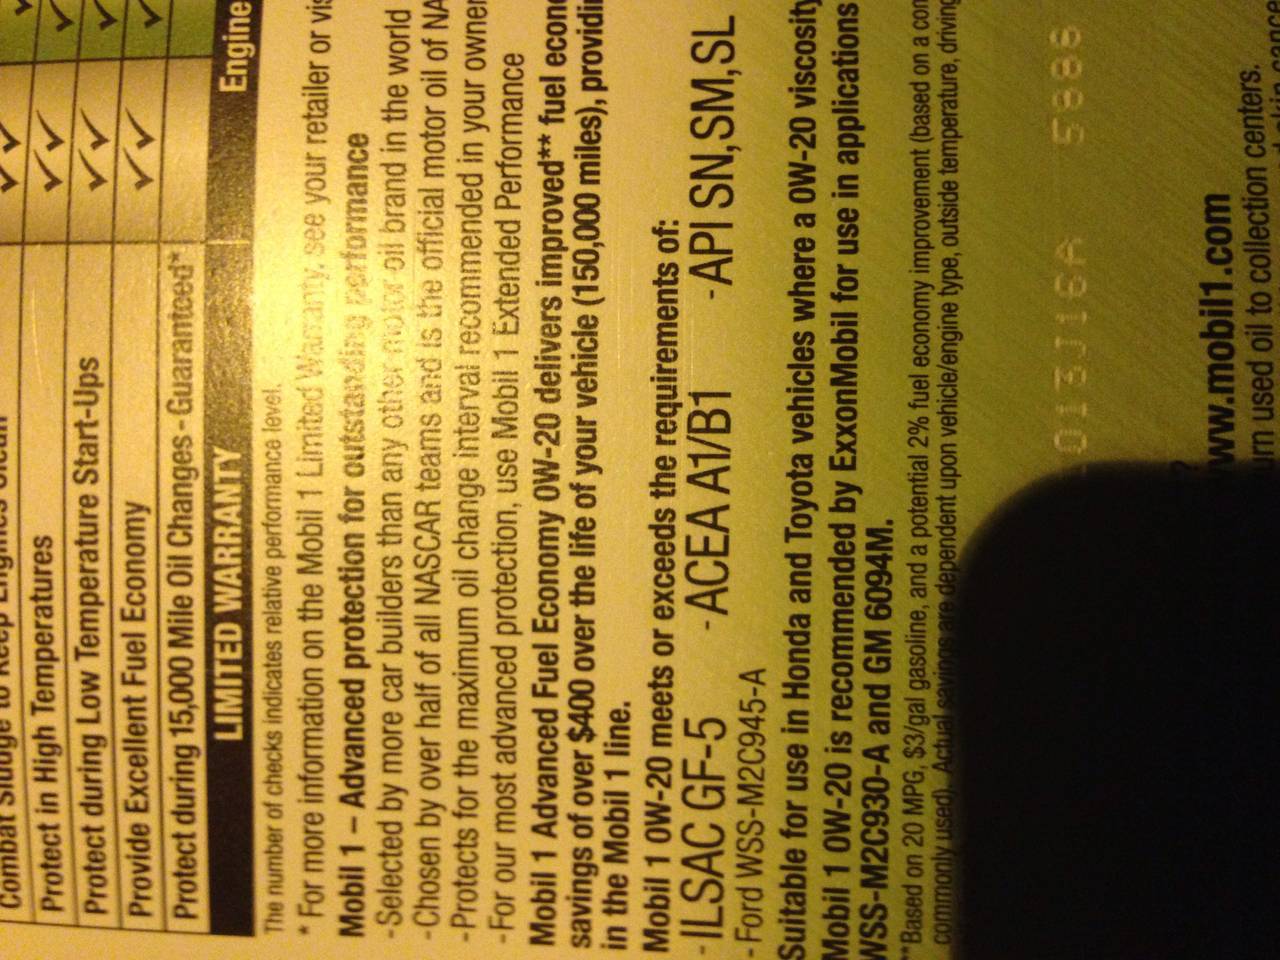 Combat Sludge to Keep Engines Clean
Protect in High Temperatures
Protect during Low Temperature Start-Ups
Provide Excellent Fuel Economy
Protect during 15,000 Mile Oil Changes - Guaranteed*
LIMITED WARRANTY Engine
The number of checks indicates relative performance level.
* For more information on the Mobil 1 Limited Warranty, see your retailer or vis
Mobil 1 – Advanced protection for outstanding performance
- Selected by more car builders than any other motor oil brand in the world
- Chosen by over half of all NASCAR teams and is the official motor oil of NA
- Protects for the maximum oil change interval recommended in your owner
- For our most advanced protection, use Mobil 1 Extended Performance
Mobil 1 Advanced Fuel Economy 0W-20 delivers improved** fuel econo
savings of over $400 over the life of your vehicle (150,000 miles), providi
in the Mobil 1 line.
Mobil 1 0W-20 meets or exceeds the requirements of:
- ILSAC GF-5 - ACEA A1/B1 - API SN,SM,SL
- Ford WSS-M2C945-A
Suitable for use in Honda and Toyota vehicles where a 0W-20 viscosity
Mobil 1 0W-20 is recommended by ExxonMobil for use in applications
WSS-M2C930-A and GM 6094M.
**Based on 20 MPG, $3/gal gasoline, and a potential 2% fuel economy improvement (based on a com
commonly used). Actual savings are dependent upon vehicle/engine type, outside temperature, driving
013J16A 5886
?
www.mobil1.com
urn used oil to collection centers.